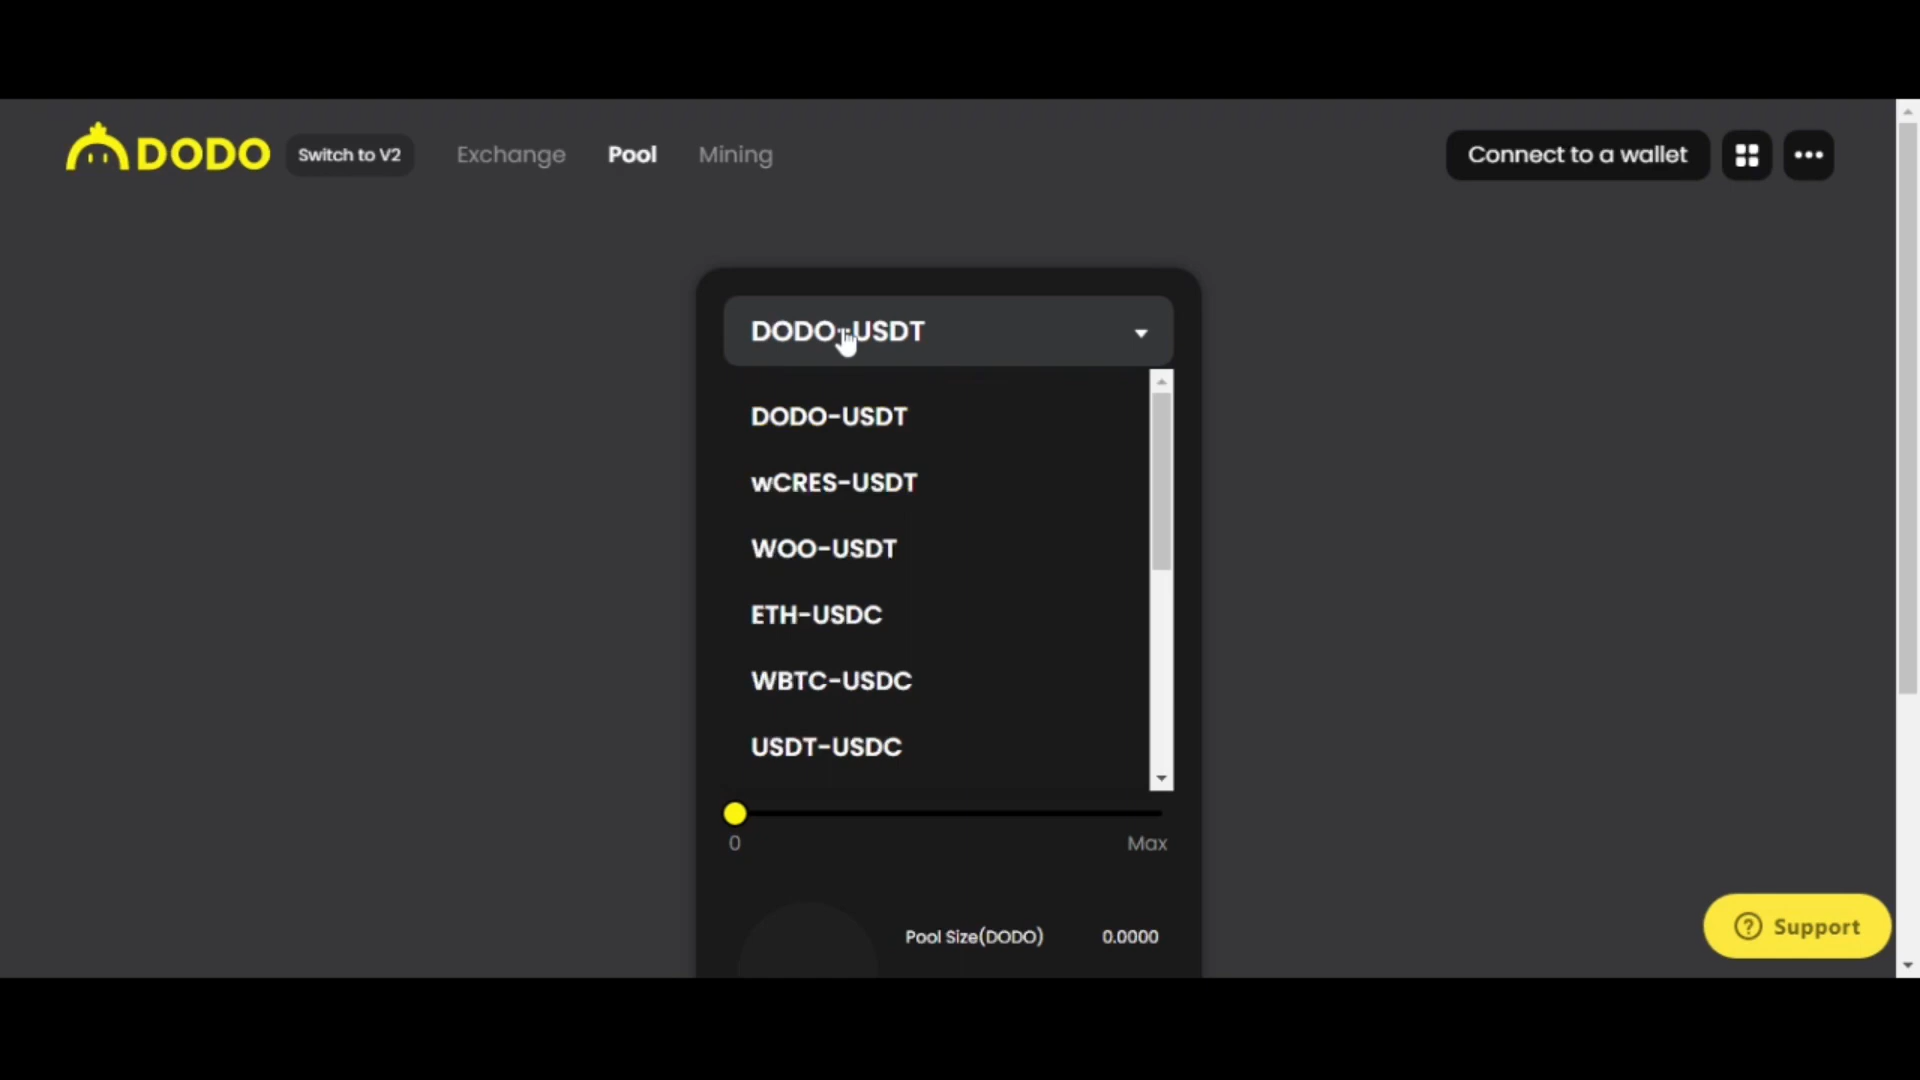 DODO
Switch to V2
Exchange
Pool
Mining
Connect to a wallet
DODO-USDT
DODO-USDT
wCRES-USDT
WOO-USDT
ETH-USDC
WBTC-USDC
USDT-USDC
0
Max
Pool Size(DODO) 0.0000
Support